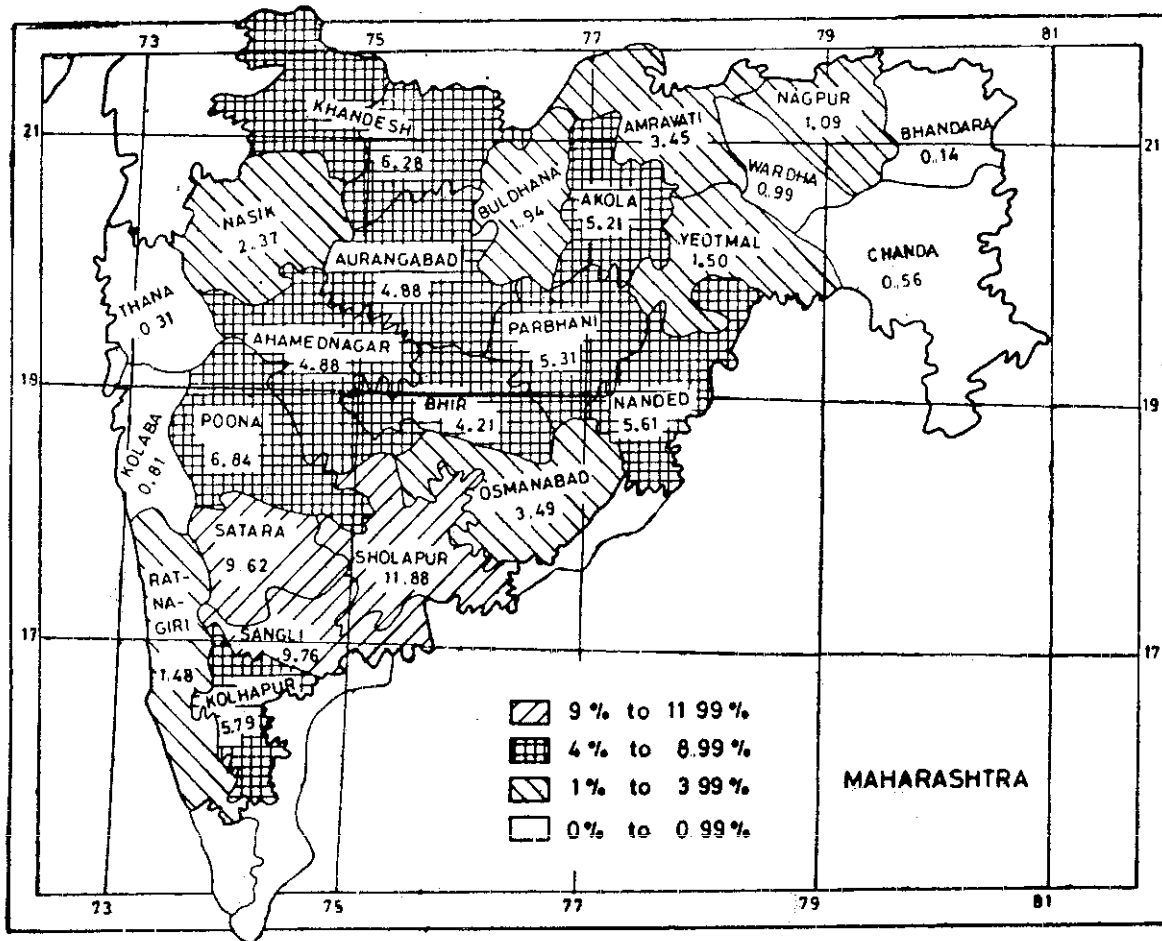 73 75 77 79 81
21 21
19 19
17 17
73 75 77 79 81
KHANDESH
6.28
NAGPUR
1.09
AMRAVATI
3.45
BHANDARA
0.14
WARDHA
0.99
BULDHANA
1.94
AKOLA
5.21
NASIK
2.37
AURANGABAD
4.88
YEOTMAL
1.50
CHANDA
0.56
THANA
0.31
AHAMEDNAGAR
4.88
PARBHANI
5.31
BHIR
4.21
NANDED
5.61
POONA
6.84
KOLABA
0.81
OSMANABAD
3.49
SATARA
9.62
SHOLAPUR
11.88
RAT-
NA-
GIRI
1.48
SANGLI
9.76
KOLHAPUR
5.79
9% to 11.99%
4% to 8.99%
1% to 3.99%
0% to 0.99%
MAHARASHTRA